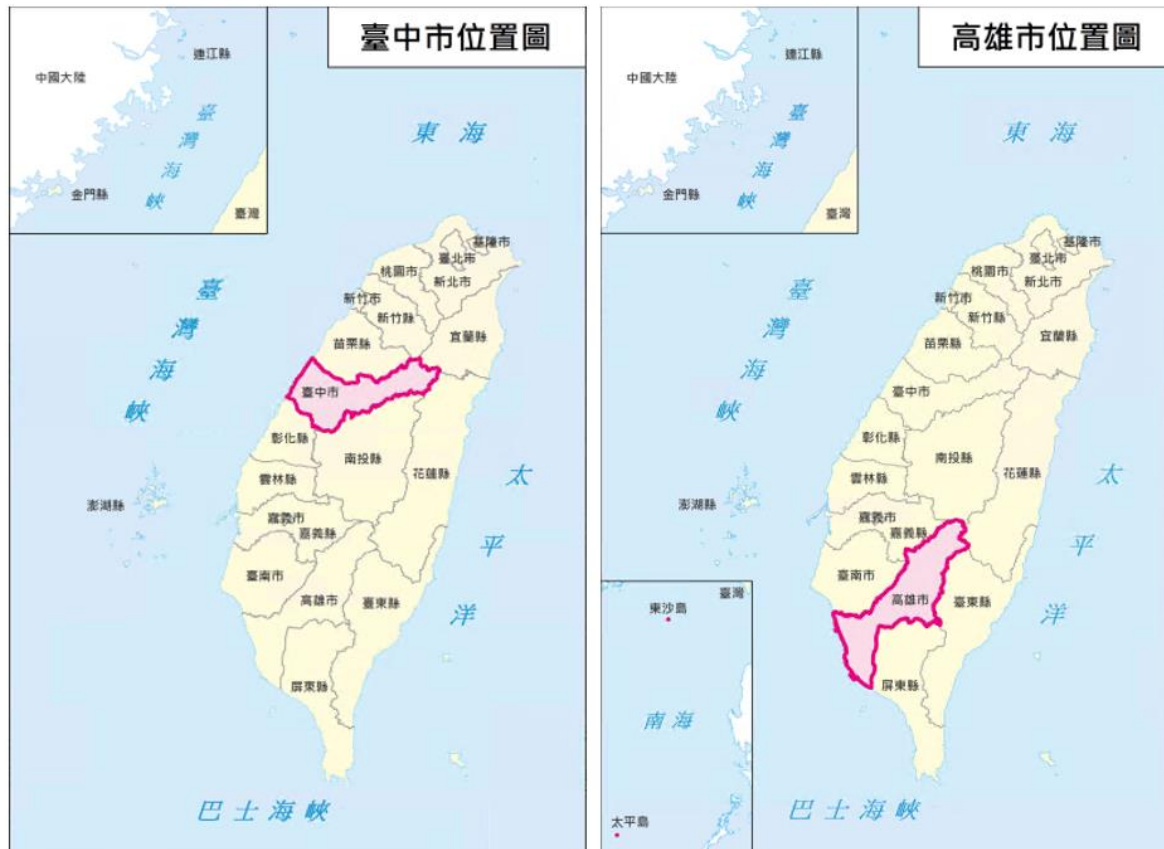 臺中市位置圖
連江縣
中國大陸
臺灣海峽
金門縣
臺灣
東海
基隆市
臺北市
桃園市
新北市
新竹市
新竹縣
宜蘭縣
苗栗縣
臺灣海峽
臺中市
彰化縣
南投縣
花蓮縣
雲林縣
太平洋
澎湖縣
嘉義市
嘉義縣
臺南市
高雄市
臺東縣
屏東縣
巴士海峽
高雄市位置圖
連江縣
中國大陸
臺灣海峽
金門縣
臺灣
東海
基隆市
臺北市
桃園市
新北市
新竹市
新竹縣
宜蘭縣
苗栗縣
臺灣海峽
臺中市
彰化縣
南投縣
花蓮縣
雲林縣
太平洋
澎湖縣
嘉義市
嘉義縣
臺南市
高雄市
臺東縣
屏東縣
臺灣
東沙島
南海
太平島
巴士海峽